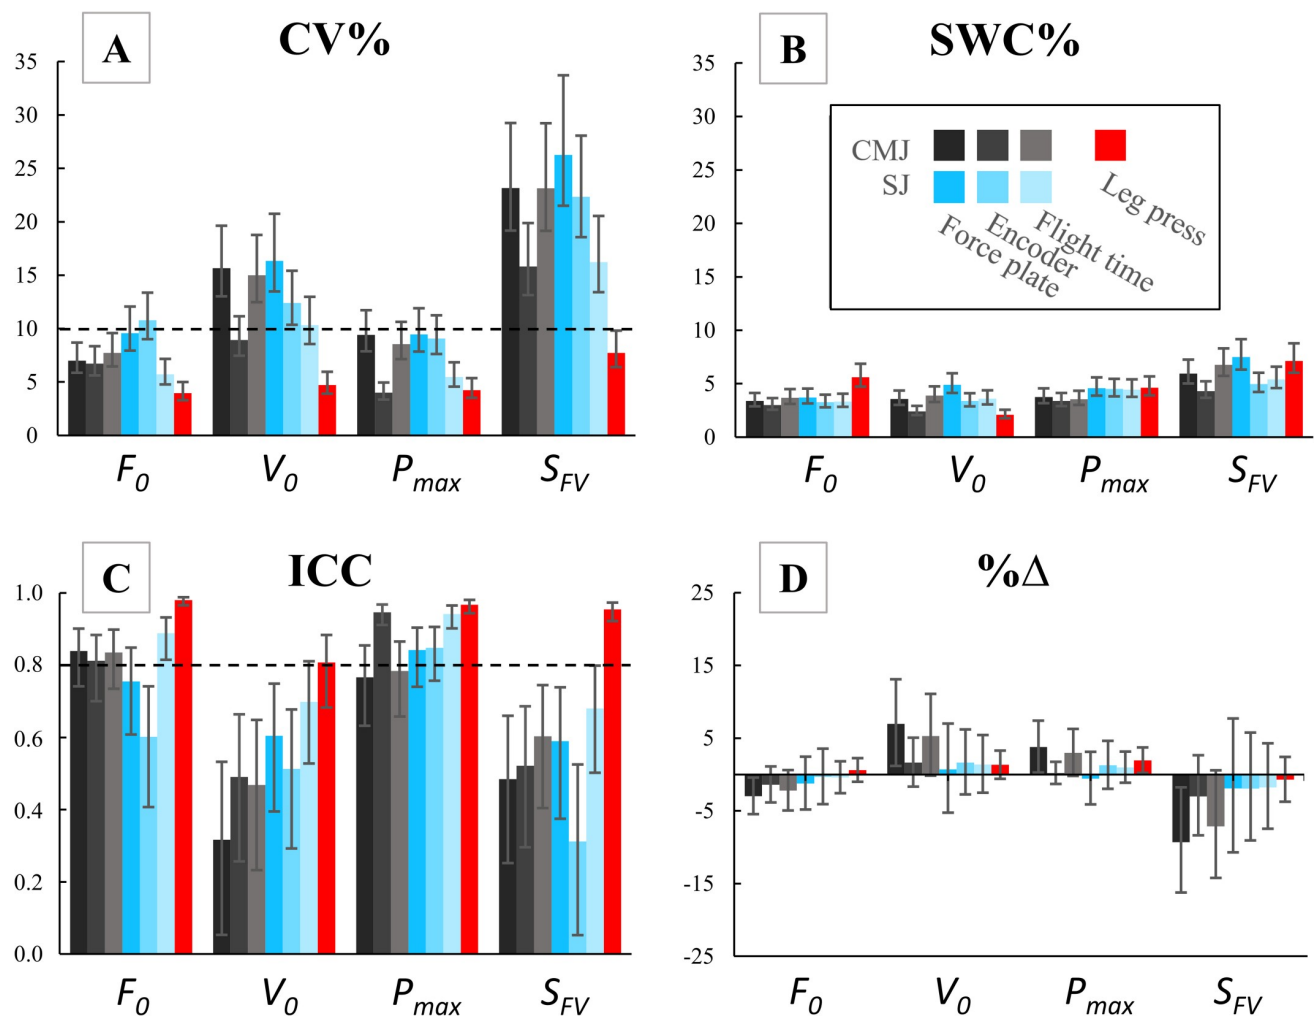 A
CV%
35
30
25
20
15
10
5
0
F0
V0
Pmax
SFV
B
SWC%
35
30
25
20
15
10
5
0
CMJ
SJ
Force plate
Encoder
Flight time
Leg press
F0
V0
Pmax
SFV
C
ICC
1.0
0.8
0.6
0.4
0.2
0.0
F0
V0
Pmax
SFV
D
%Δ
25
15
5
-5
-15
-25
F0
V0
Pmax
SFV